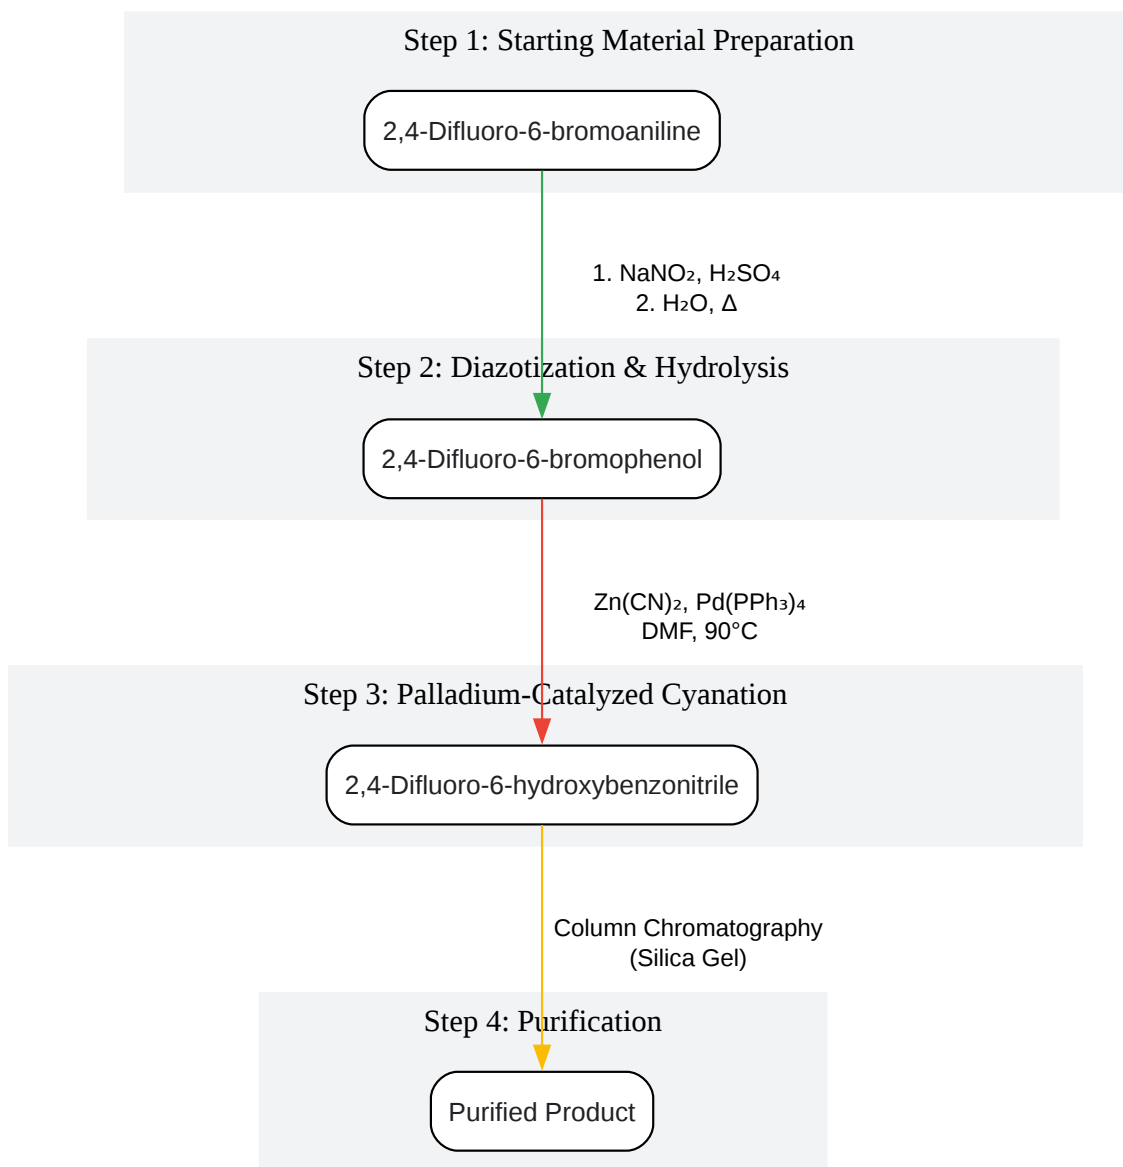 Step 1: Starting Material Preparation
2,4-Difluoro-6-bromoaniline
1. NaNO₂, H₂SO₄
2. H₂O, Δ
Step 2: Diazotization & Hydrolysis
2,4-Difluoro-6-bromophenol
Zn(CN)₂, Pd(PPh₃)₄
DMF, 90°C
Step 3: Palladium-Catalyzed Cyanation
2,4-Difluoro-6-hydroxybenzonitrile
Column Chromatography
(Silica Gel)
Step 4: Purification
Purified Product